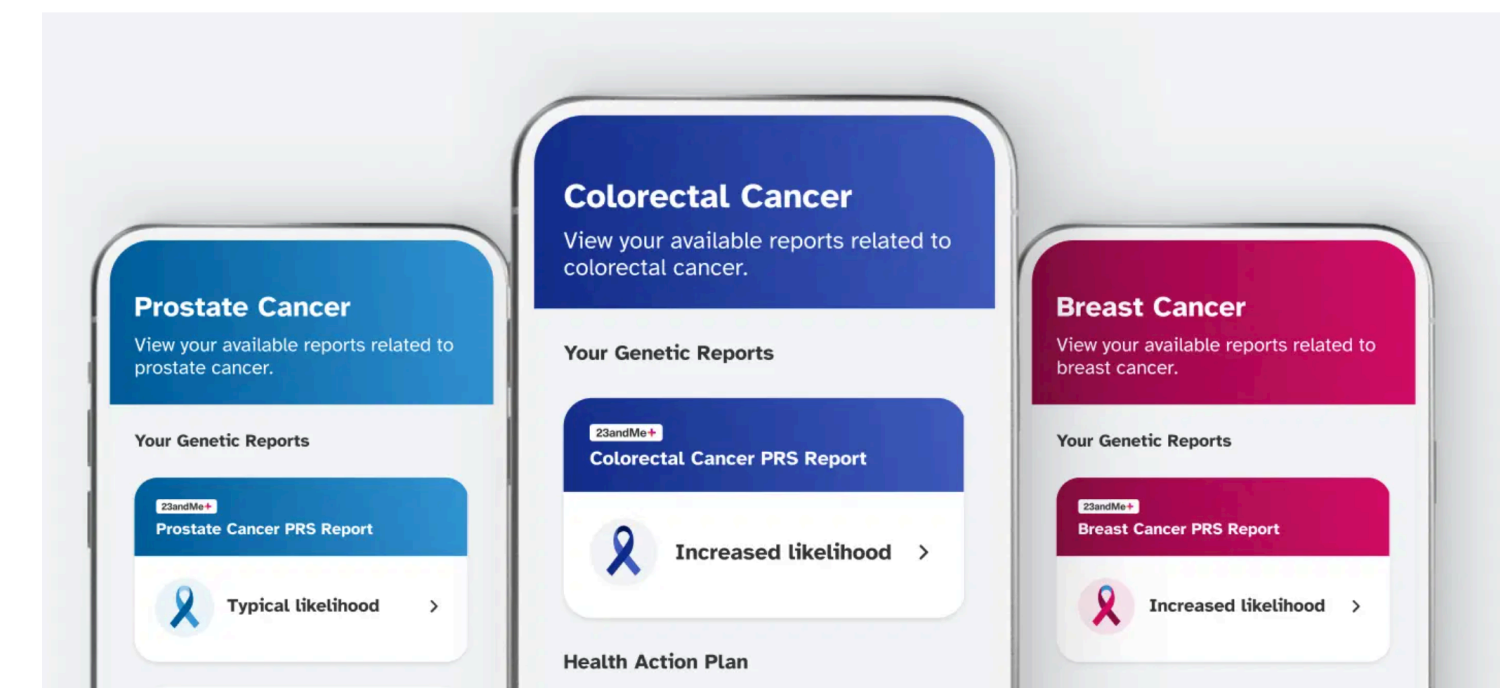 Prostate Cancer
View your available reports related to
prostate cancer.
Your Genetic Reports
23andMe+
Prostate Cancer PRS Report
Typical likelihood
Colorectal Cancer
View your available reports related to
colorectal cancer.
Your Genetic Reports
23andMe+
Colorectal Cancer PRS Report
Increased likelihood
Health Action Plan
Breast Cancer
View your available reports related to
breast cancer.
Your Genetic Reports
23andMe+
Breast Cancer PRS Report
Increased likelihood